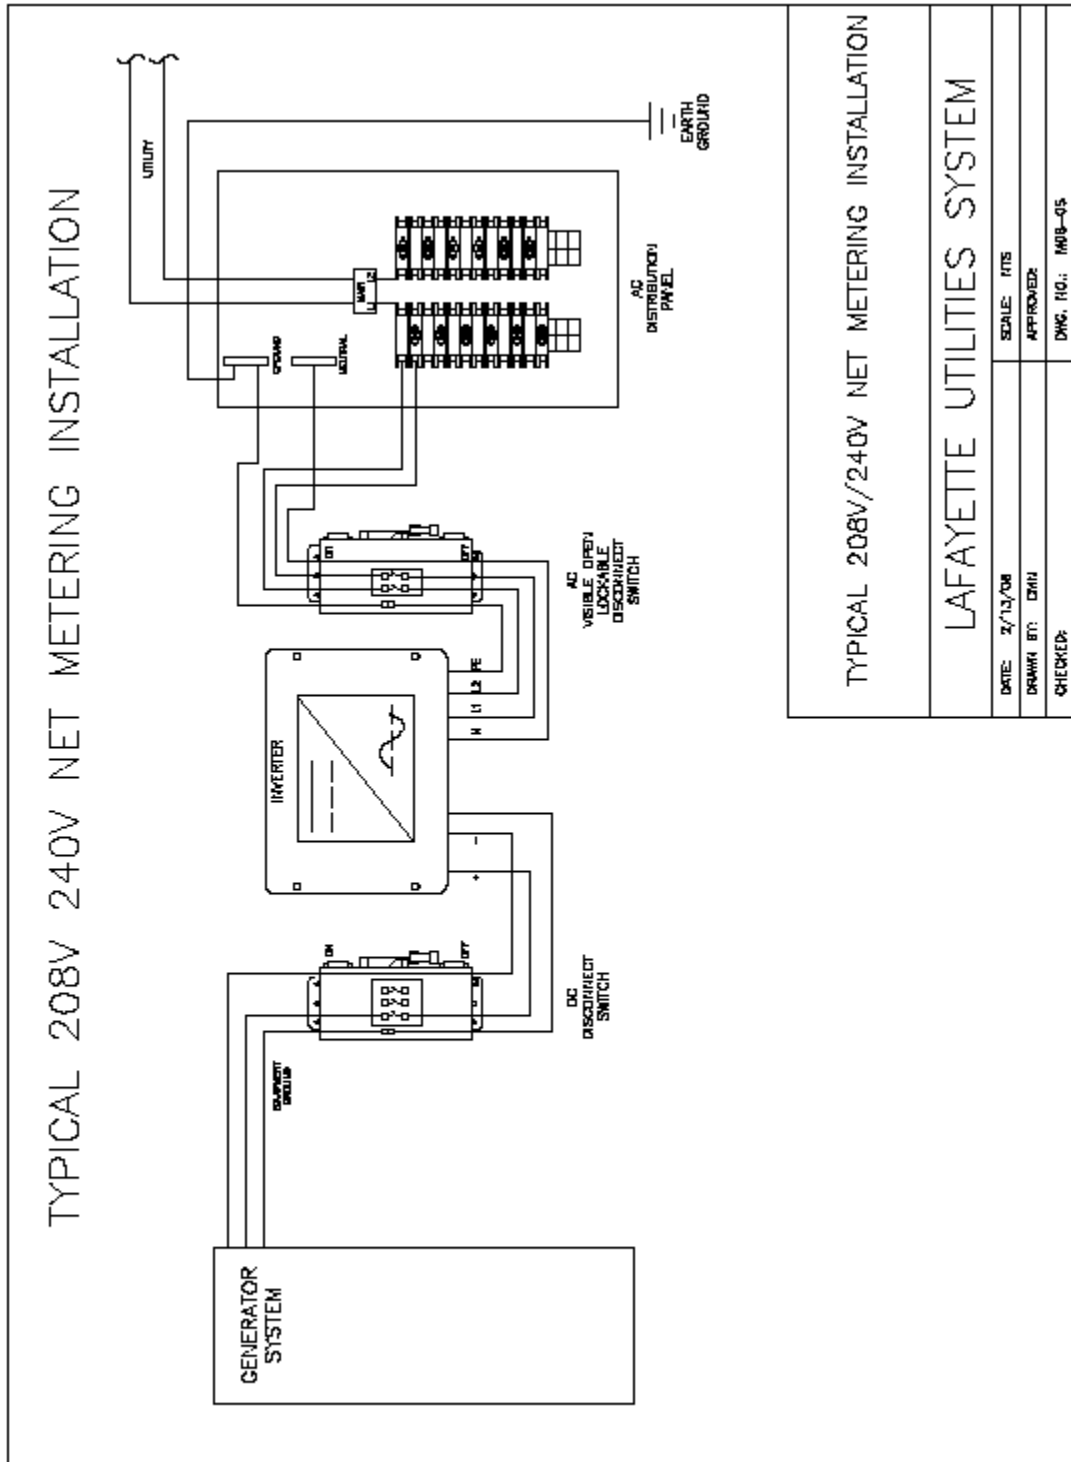 TYPICAL 208V 240V NET METERING INSTALLATION
UTILITY
EARTH
GROUND
GROUND
NEUTRAL
MAIN
L1
L2
AC
DISTRIBUTION
PANEL
ON
OFF
AC
VISIBLE OPEN
LOCKABLE
DISCONNECT
SWITCH
INVERTER
N
L1
L2
PE
+
-
ON
OFF
DC
DISCONNECT
SWITCH
EQUIPMENT
GROUND
GENERATOR
SYSTEM
TYPICAL 208V/240V NET METERING INSTALLATION
LAFAYETTE UTILITIES SYSTEM
DATE: 2/13/08
SCALE: NTS
DRAWN BY: DMN
APPROVED:
CHECKED:
DWG. NO.: M08-05